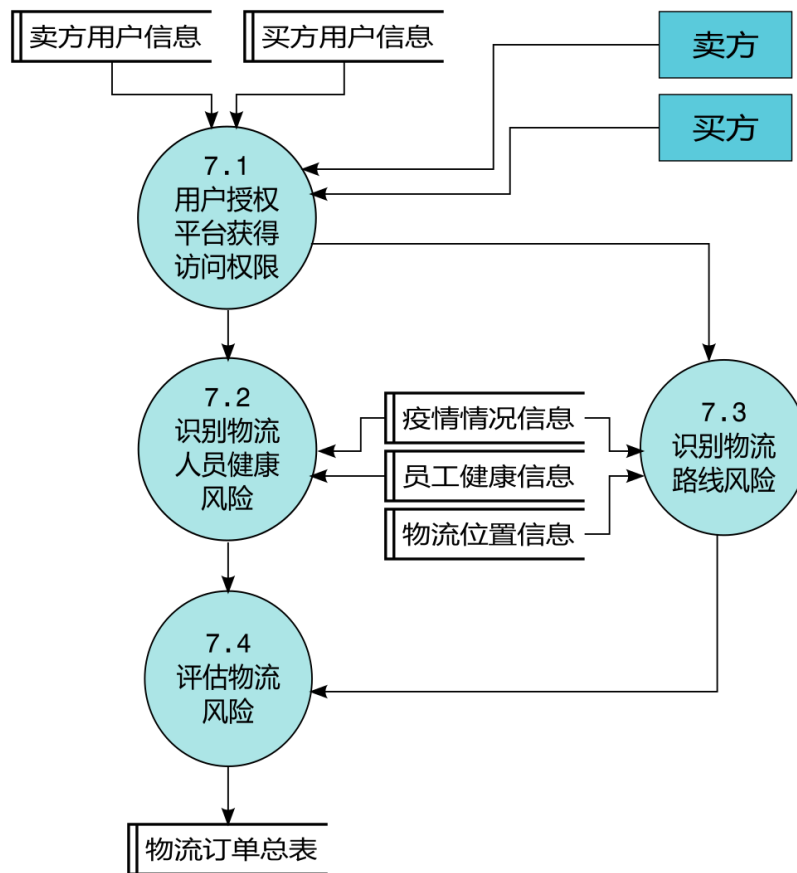 卖方用户信息
买方用户信息
卖方
买方
7.1
用户授权
平台获得
访问权限
7.2
识别物流
人员健康
风险
疫情情况信息
员工健康信息
物流位置信息
7.3
识别物流
路线风险
7.4
评估物流
风险
物流订单总表